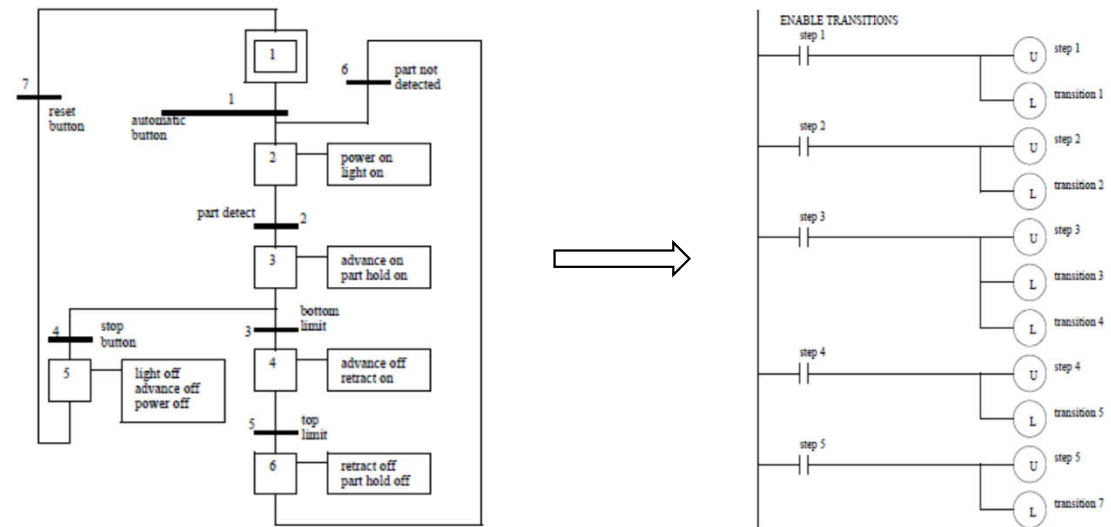 1
6
part not
detected
7
reset
button
1
automatic
button
2
power on
light on
part detect
2
3
advance on
part hold on
4
stop
button
3
bottom
limit
5
light off
advance off
power off
4
advance off
retract on
5
top
limit
6
retract off
part hold off
ENABLE TRANSITIONS
step 1
U
step 1
L
transition 1
step 2
U
step 2
L
transition 2
step 3
U
step 3
L
transition 3
L
transition 4
step 4
U
step 4
L
transition 5
step 5
U
step 5
L
transition 7